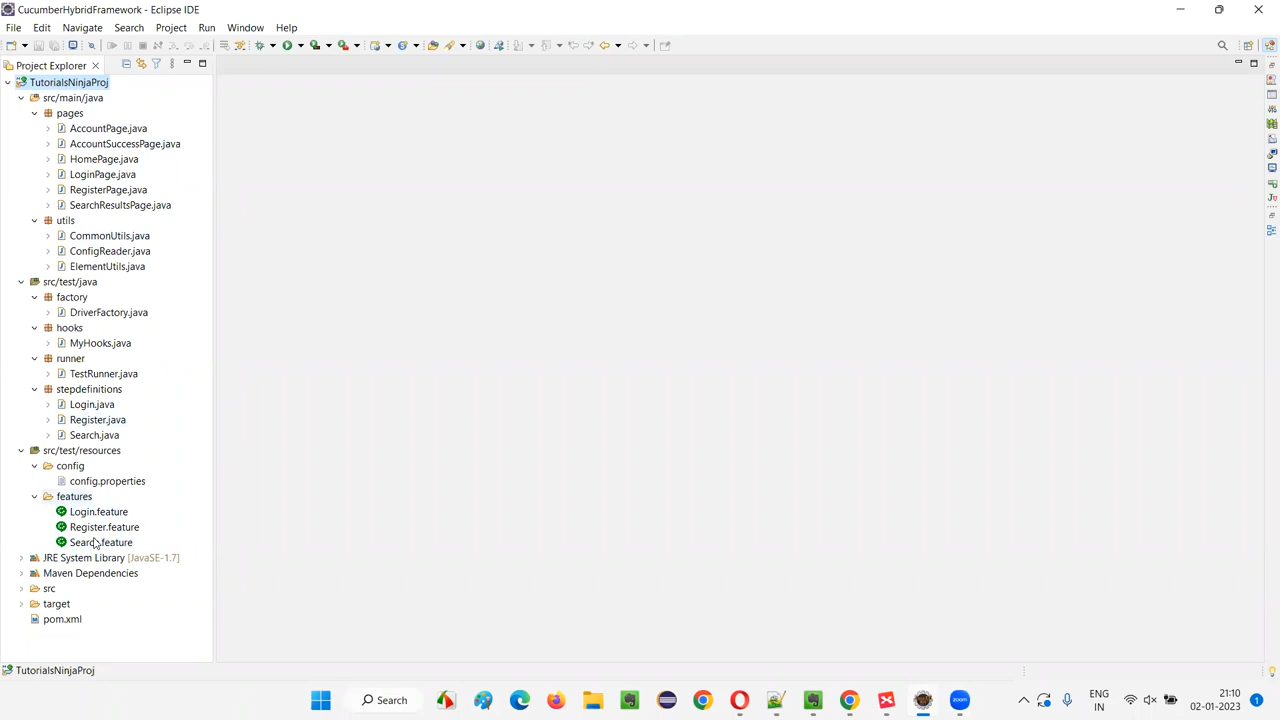 CucumberHybridFramework - Eclipse IDE
File Edit Navigate Search Project Run Window Help
Project Explorer
TutorialsNinjaProj
src/main/java
pages
AccountPage.java
AccountSuccessPage.java
HomePage.java
LoginPage.java
RegisterPage.java
SearchResultsPage.java
utils
CommonUtils.java
ConfigReader.java
ElementUtils.java
src/test/java
factory
DriverFactory.java
hooks
MyHooks.java
runner
TestRunner.java
stepdefinitions
Login.java
Register.java
Search.java
src/test/resources
config
config.properties
features
Login.feature
Register.feature
Search.feature
JRE System Library [JavaSE-1.7]
Maven Dependencies
src
target
pom.xml
TutorialsNinjaProj
Search
ENG
IN
21:10
02-01-2023
1